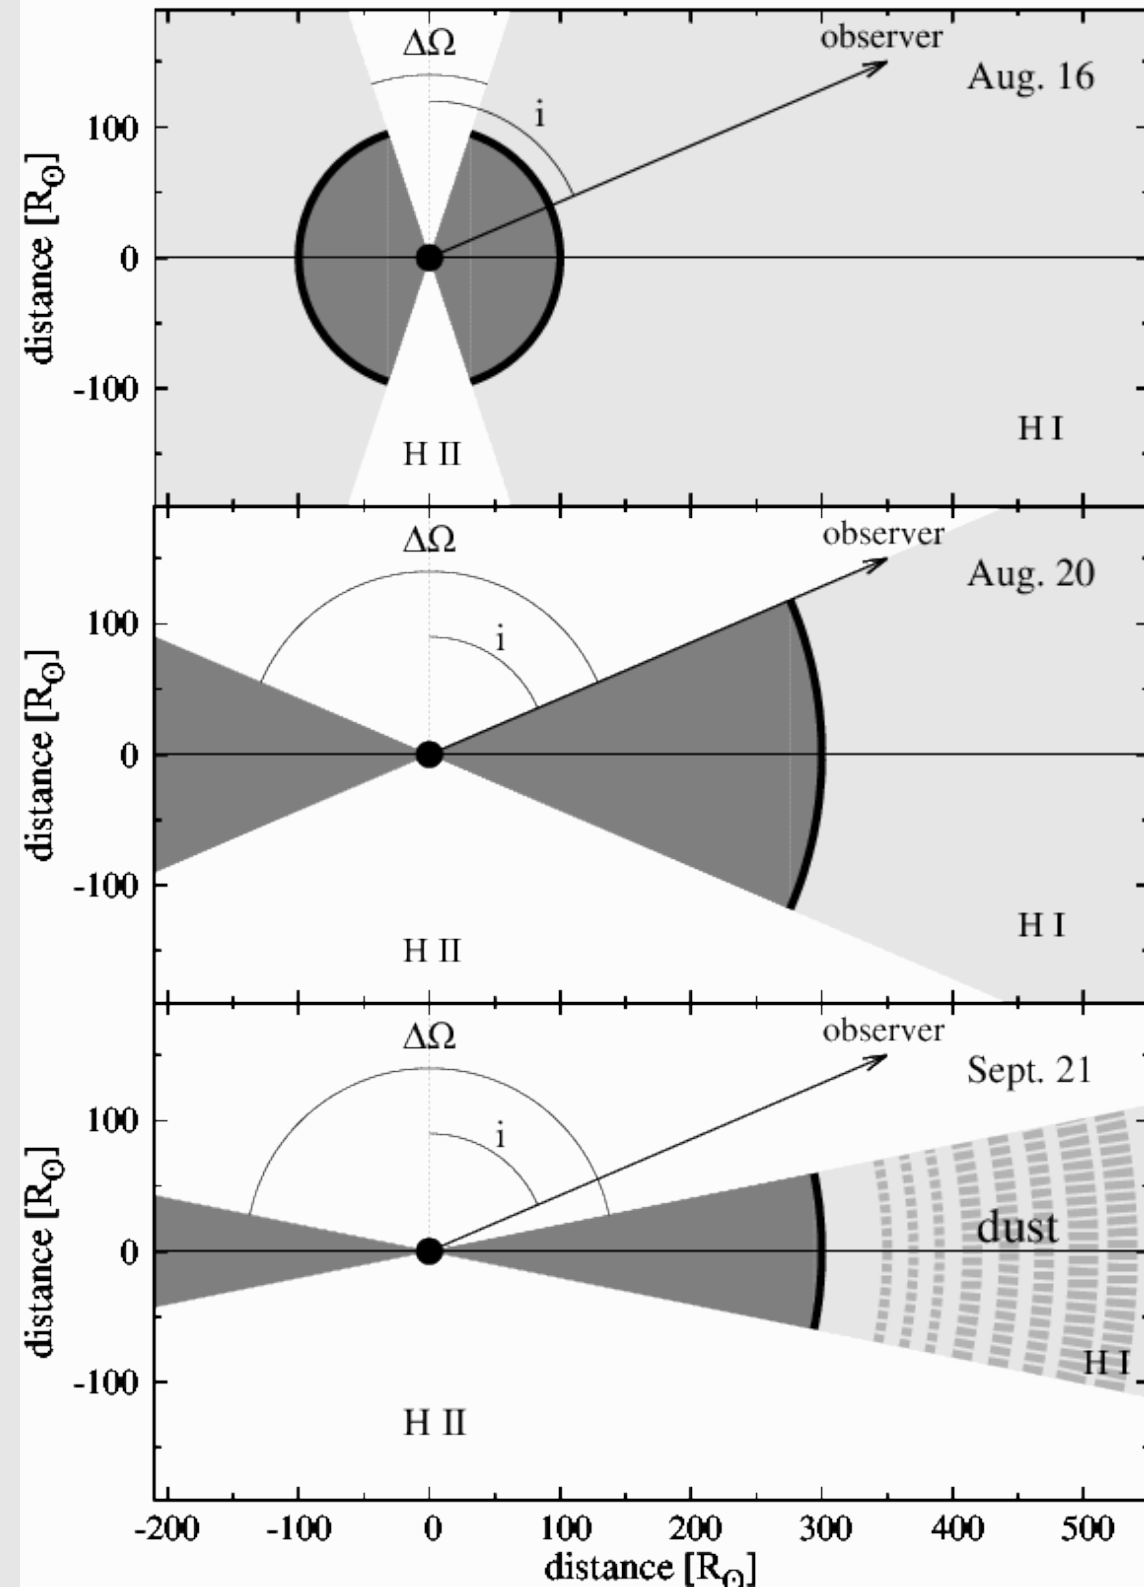 ΔΩ
observer
i
Aug. 16
100
0
-100
distance [R⊙]
H II
H I
ΔΩ
observer
i
Aug. 20
100
0
-100
distance [R⊙]
H II
H I
ΔΩ
observer
i
Sept. 21
100
0
-100
distance [R⊙]
dust
H I
H II
-200 -100 0 100 200 300 400 500
distance [R⊙]